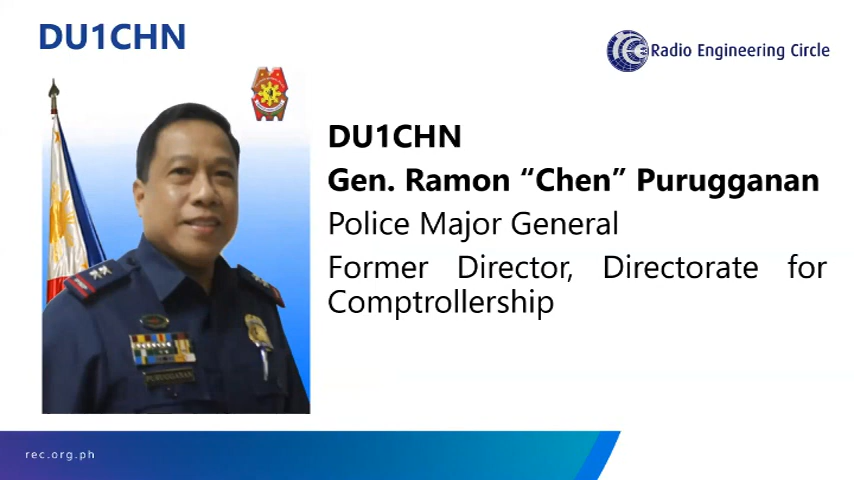 DU1CHN
Radio Engineering Circle
DU1CHN
Gen. Ramon “Chen” Purugganan
Police Major General
Former Director, Directorate for
Comptrollership
PURUGGANAN
rec.org.ph